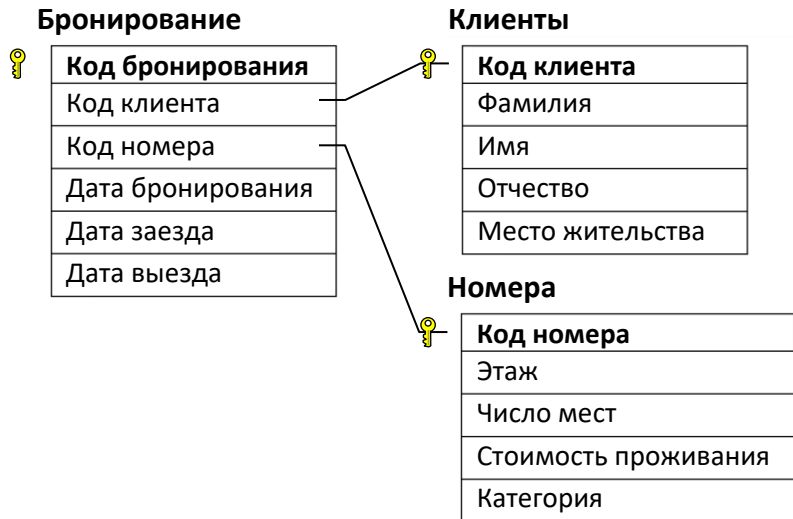 Бронирование
Код бронирования
Код клиента
Код номера
Дата бронирования
Дата заезда
Дата выезда
Клиенты
Код клиента
Фамилия
Имя
Отчество
Место жительства
Номера
Код номера
Этаж
Число мест
Стоимость проживания
Категория